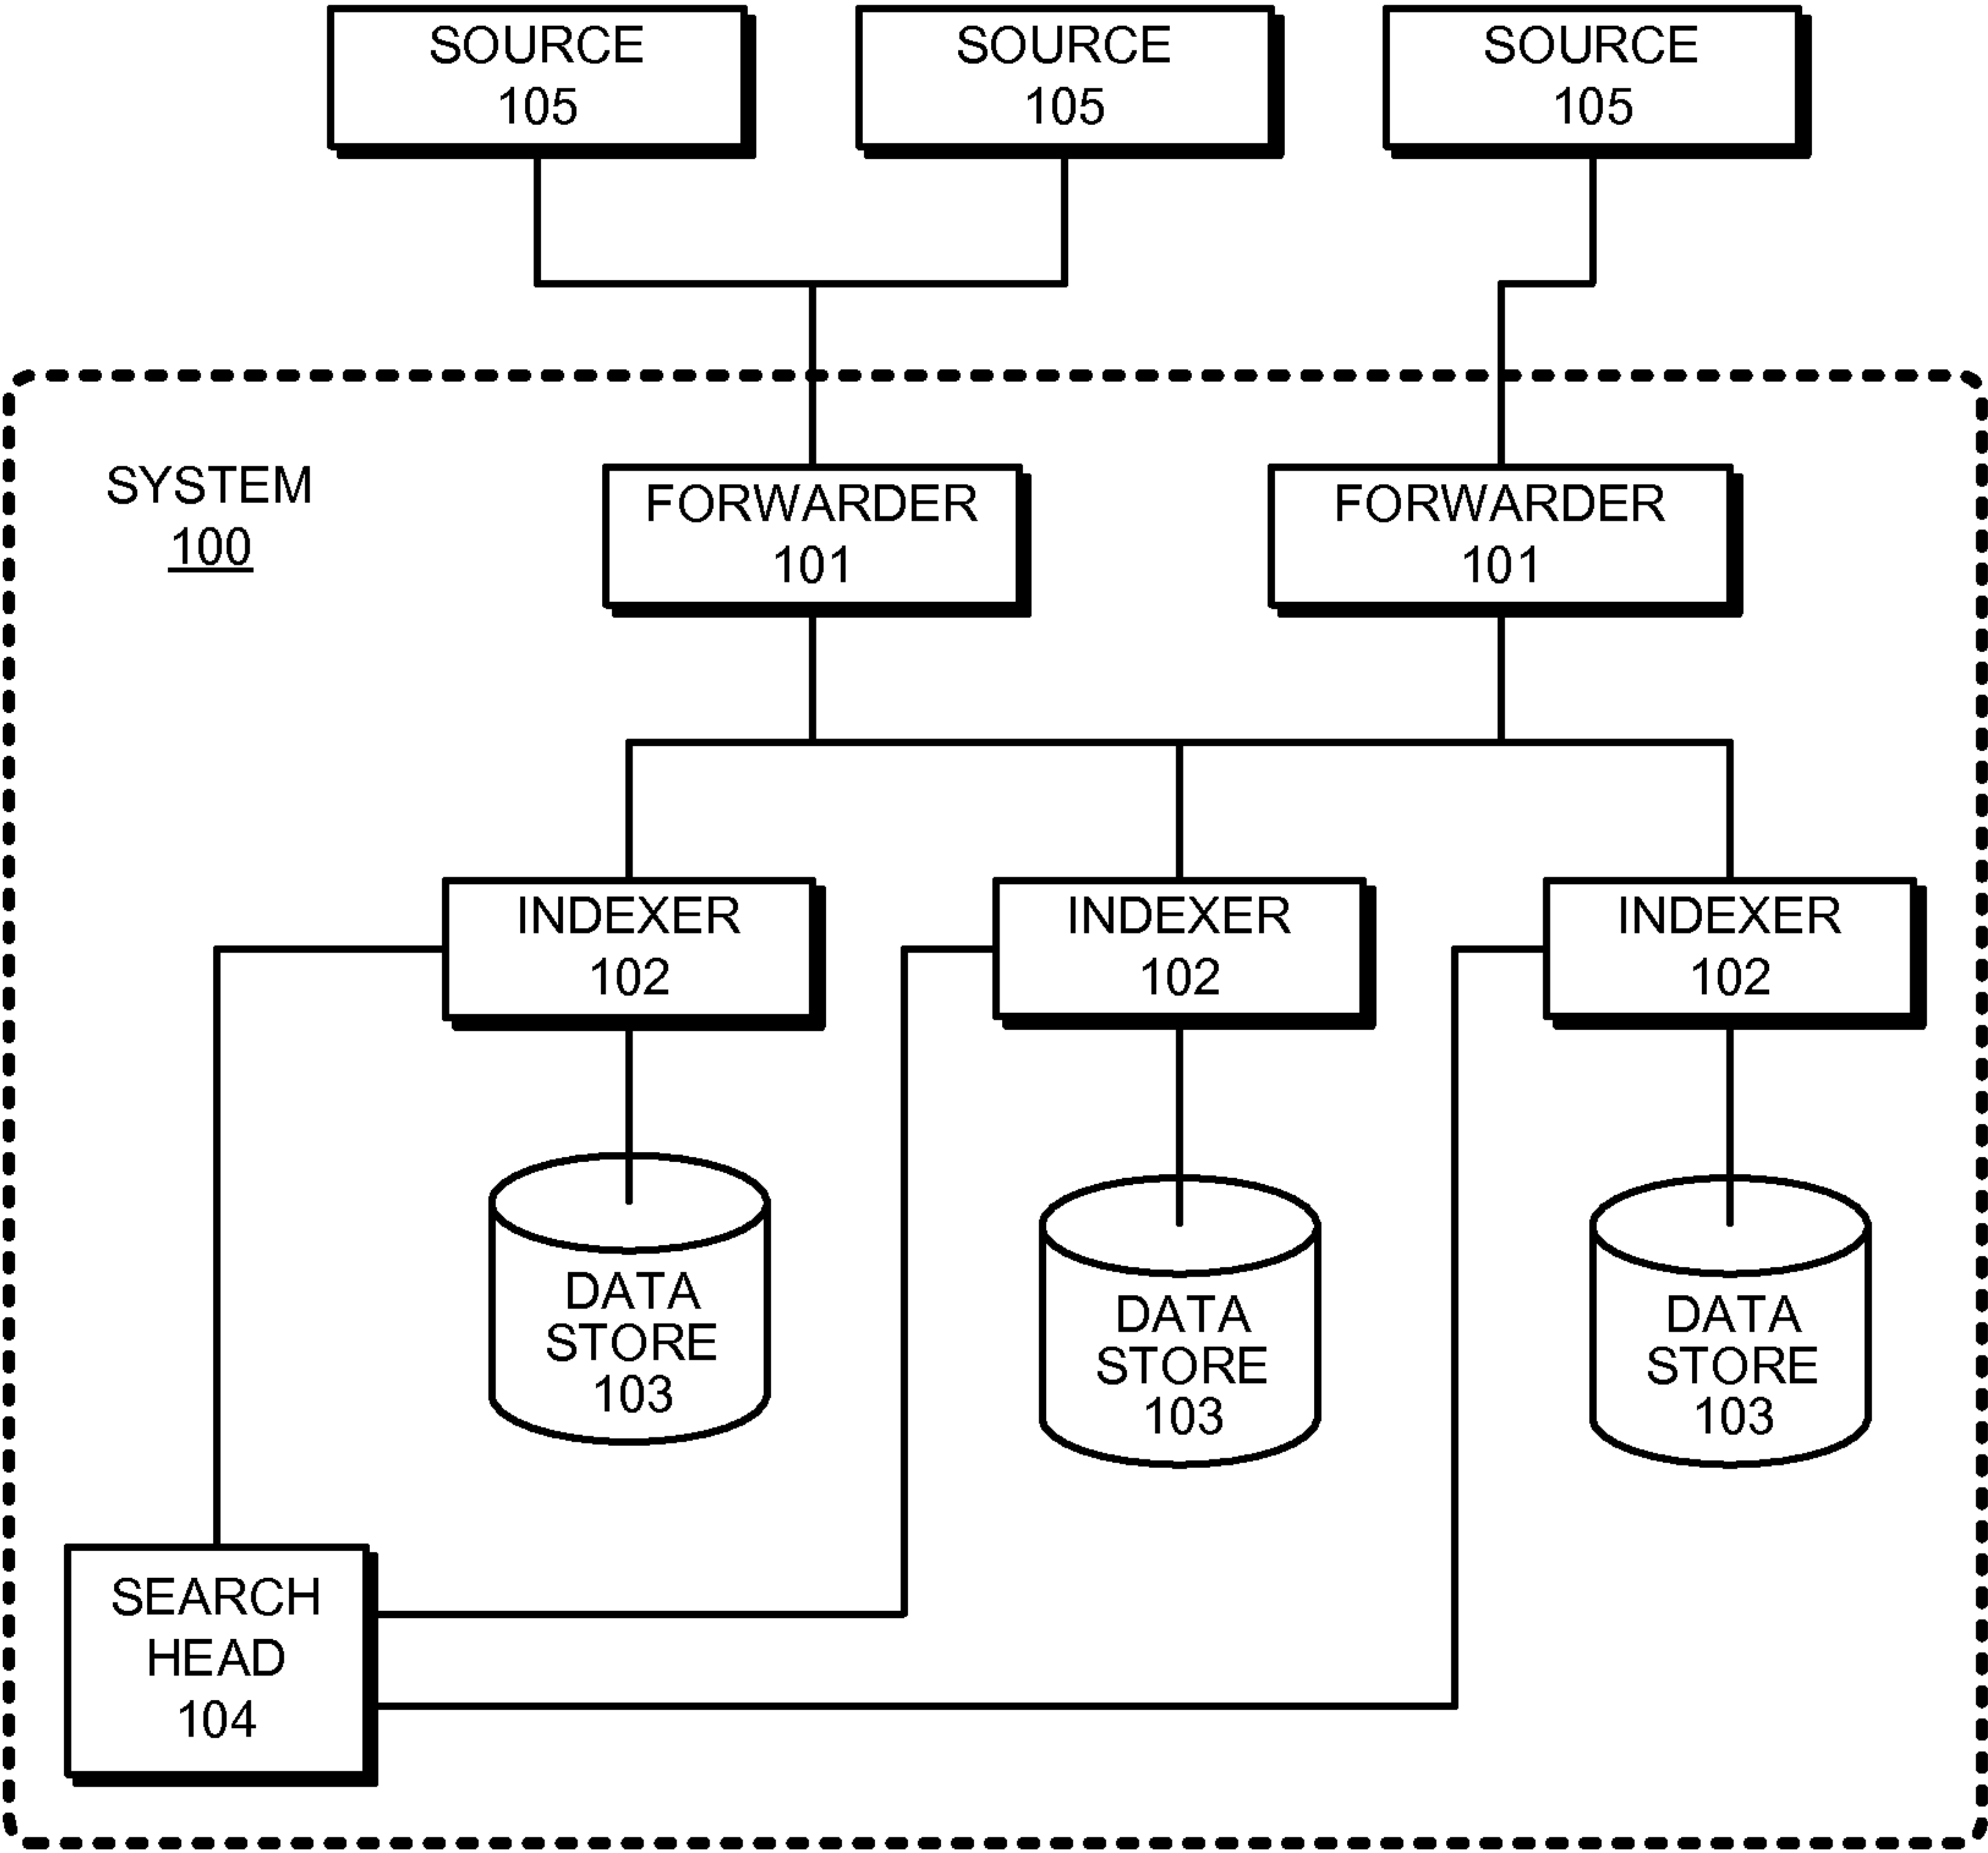 SOURCE
105
SOURCE
105
SOURCE
105
SYSTEM
100
FORWARDER
101
FORWARDER
101
INDEXER
102
INDEXER
102
INDEXER
102
DATA
STORE
103
DATA
STORE
103
DATA
STORE
103
SEARCH
HEAD
104